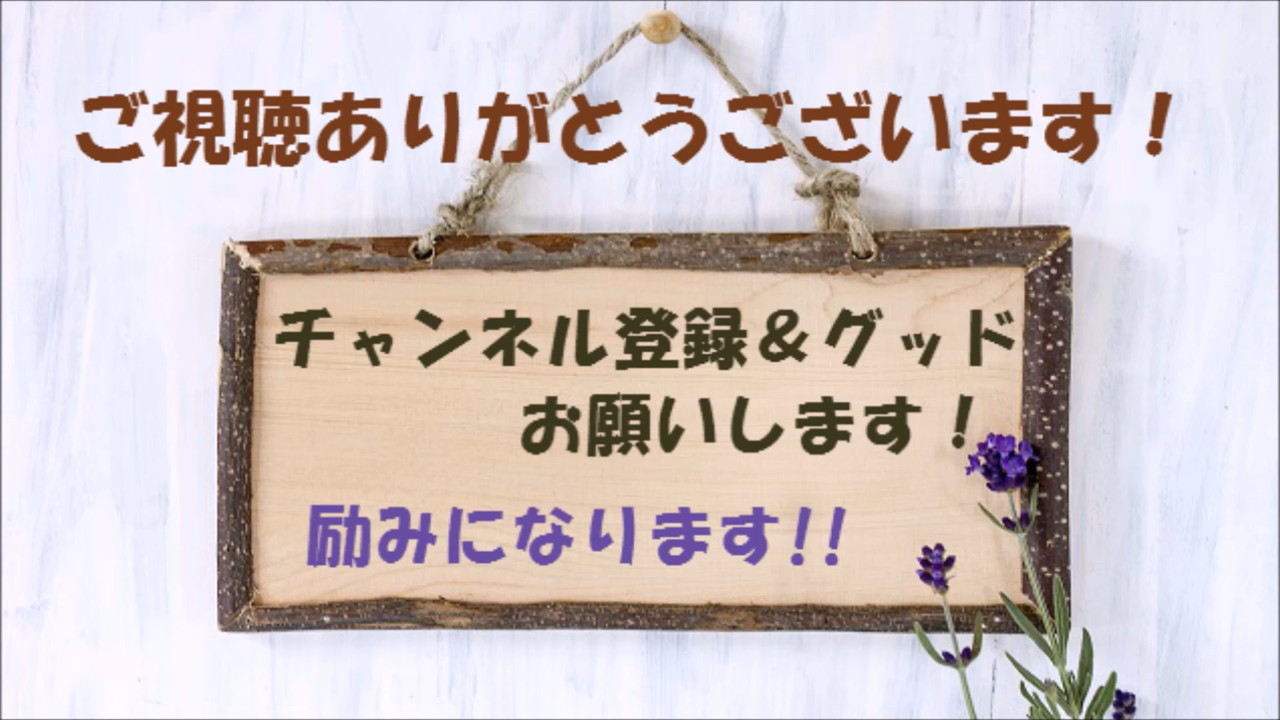 ご視聴ありがとうございます！
チャンネル登録＆グッド
お願いします！
励みになります!!